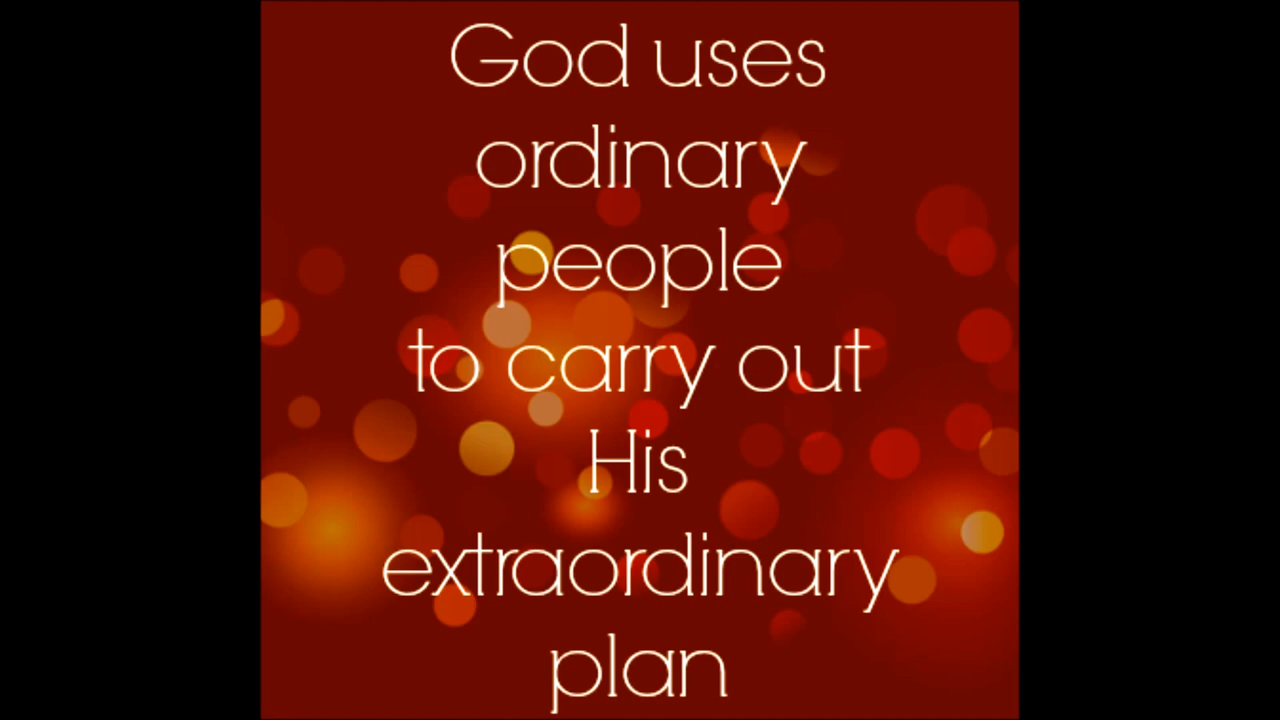 God uses
ordinary
people
to carry out
His
extraordinary
plan